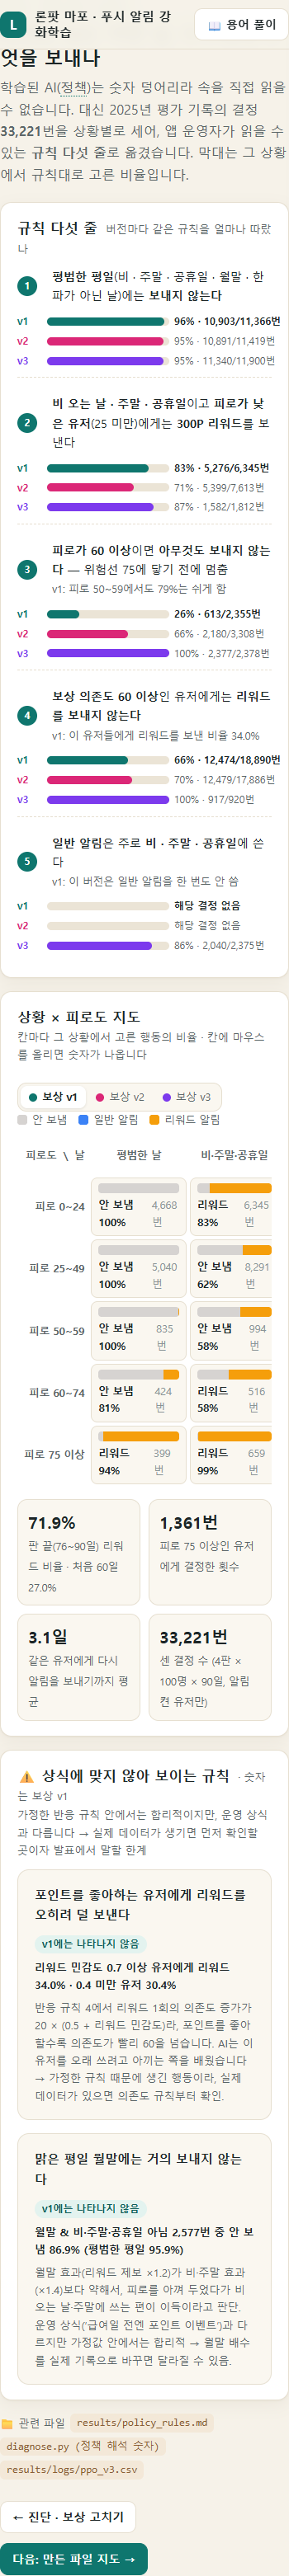 L
론팟 마포 · 푸시 알림 강
화학습
📖 용어 풀이
엇을 보내나
학습된 AI(정책)는 숫자 덩어리라 속을 직접 읽을
수 없습니다. 대신 2025년 평가 기록의 결정
33,221번을 상황별로 세어, 앱 운영자가 읽을 수
있는 규칙 다섯 줄로 옮겼습니다. 막대는 그 상황
에서 규칙대로 고른 비율입니다.
규칙 다섯 줄 버전마다 같은 규칙을 얼마나 따랐
나
1
평범한 평일(비 · 주말 · 공휴일 · 월말 · 한
파가 아닌 날)에는 보내지 않는다
v1 96% · 10,903/11,366번
v2 95% · 10,891/11,419번
v3 95% · 11,340/11,900번
2
비 오는 날 · 주말 · 공휴일이고 피로가 낮
은 유저(25 미만)에게는 300P 리워드를 보
낸다
v1 83% · 5,276/6,345번
v2 71% · 5,399/7,613번
v3 87% · 1,582/1,812번
3
피로가 60 이상이면 아무것도 보내지 않는
다 — 위험선 75에 닿기 전에 멈춤
v1: 피로 50~59에서도 79%는 쉬게 함
v1 26% · 613/2,355번
v2 66% · 2,180/3,308번
v3 100% · 2,377/2,378번
4
보상 의존도 60 이상인 유저에게는 리워드
를 보내지 않는다
v1: 이 유저들에게 리워드를 보낸 비율 34.0%
v1 66% · 12,474/18,890번
v2 70% · 12,479/17,886번
v3 100% · 917/920번
5
일반 알림은 주로 비 · 주말 · 공휴일에 쓴
다
v1: 이 버전은 일반 알림을 한 번도 안 씀
v1 해당 결정 없음
v2 해당 결정 없음
v3 86% · 2,040/2,375번
상황 × 피로도 지도
칸마다 그 상황에서 고른 행동의 비율 · 칸에 마우스
를 올리면 숫자가 나옵니다
보상 v1 보상 v2 보상 v3
안 보냄 일반 알림 리워드 알림
피로도 \ 날 평범한 날 비·주말·공휴일
피로 0~24 안 보냄 100% 4,668번 리워드 83% 6,345번
피로 25~49 안 보냄 100% 5,040번 안 보냄 62% 8,291번
피로 50~59 안 보냄 100% 835번 안 보냄 58% 994번
피로 60~74 안 보냄 81% 424번 리워드 58% 516번
피로 75 이상 리워드 94% 399번 리워드 99% 659번
71.9%
판 끝(76~90일) 리워
드 비율 · 처음 60일
27.0%
1,361번
피로 75 이상인 유저
에게 결정한 횟수
3.1일
같은 유저에게 다시
알림을 보내기까지 평
균
33,221번
센 결정 수 (4판 ×
100명 × 90일, 알림
켠 유저만)
⚠️ 상식에 맞지 않아 보이는 규칙 · 숫자
는 보상 v1
가정한 반응 규칙 안에서는 합리적이지만, 운영 상식
과 다릅니다 → 실제 데이터가 생기면 먼저 확인할
곳이자 발표에서 말할 한계
포인트를 좋아하는 유저에게 리워드를
오히려 덜 보낸다
v1에는 나타나지 않음
리워드 민감도 0.7 이상 유저에게 리워드
34.0% · 0.4 미만 유저 30.4%
반응 규칙 4에서 리워드 1회의 의존도 증가가
20 × (0.5 + 리워드 민감도)라, 포인트를 좋아
할수록 의존도가 빨리 60을 넘습니다. AI는 이
유저를 오래 쓰려고 아끼는 쪽을 배웠습니다
→ 가정한 규칙 때문에 생긴 행동이라, 실제
데이터가 있으면 의존도 규칙부터 확인.
맑은 평일 월말에는 거의 보내지 않는
다
v1에는 나타나지 않음
월말 & 비·주말·공휴일 아님 2,577번 중 안 보
냄 86.9% (평범한 평일 95.9%)
월말 효과(리워드 제보 ×1.2)가 비·주말 효과
(×1.4)보다 약해서, 피로를 아껴 두었다가 비
오는 날·주말에 쓰는 편이 이득이라고 판단.
운영 상식('급여일 전엔 포인트 이벤트')과 다
르지만 가정값 안에서는 합리적 → 월말 배수
를 실제 기록으로 바꾸면 달라질 수 있음.
📁 관련 파일 results/policy_rules.md
diagnose.py (정책 해석 숫자)
results/logs/ppo_v3.csv
← 진단 · 보상 고치기
다음: 만든 파일 지도 →